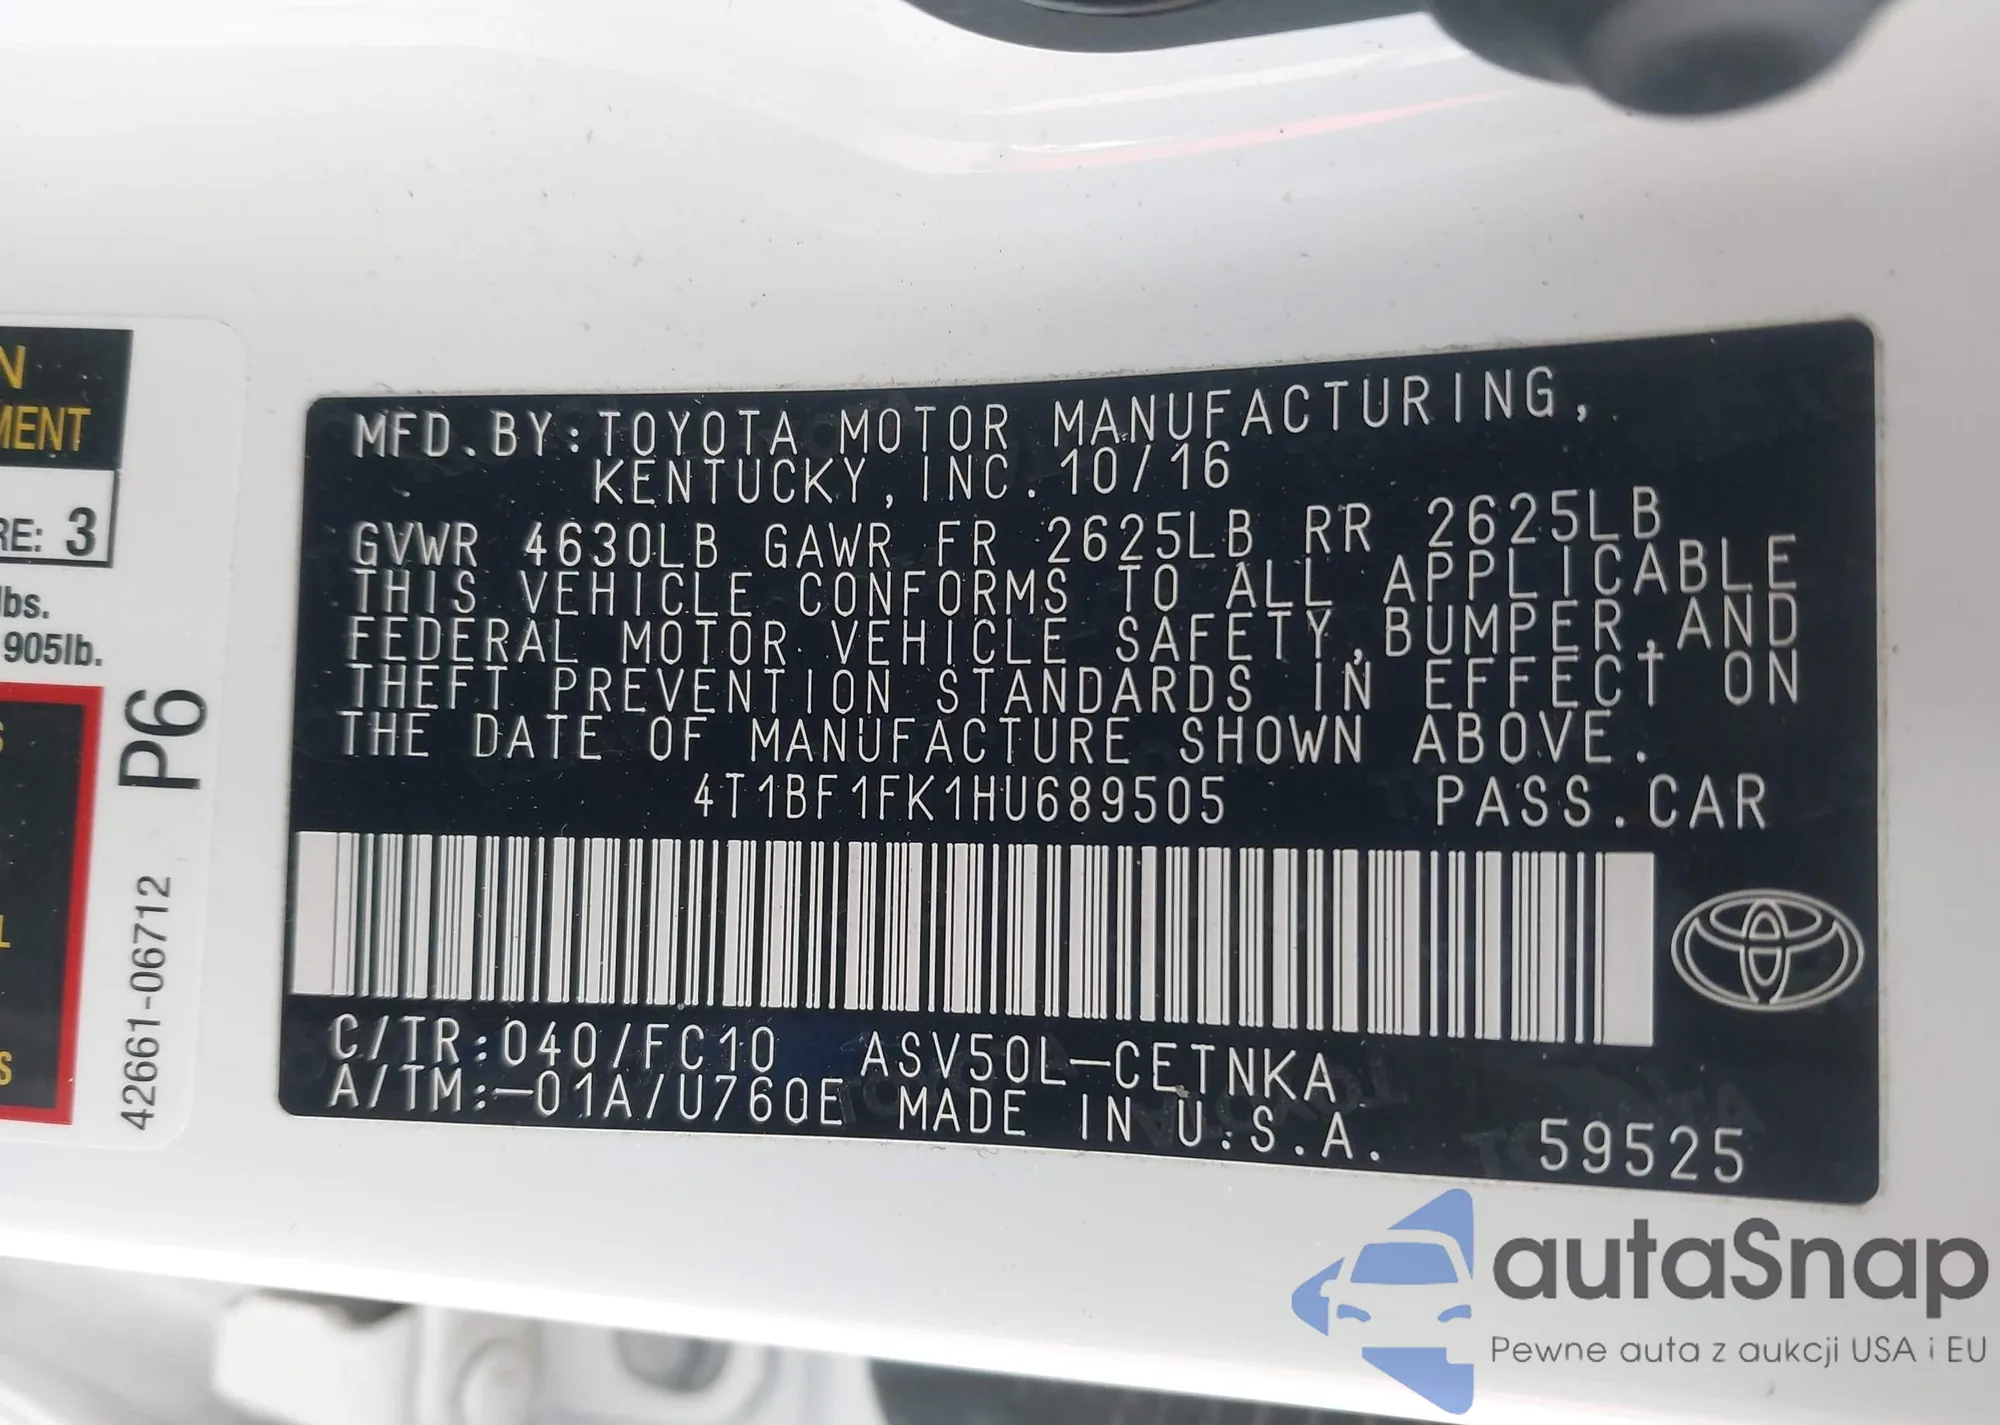 N
MENT
RE: 3
lbs.
905lb.
S
L
S
P6
42661-06712
MFD.BY:TOYOTA MOTOR MANUFACTURING,
KENTUCKY,INC.10/16
GVWR 4630LB GAWR FR 2625LB RR 2625LB
THIS VEHICLE CONFORMS TO ALL APPLICABLE
FEDERAL MOTOR VEHICLE SAFETY,BUMPER,AND
THEFT PREVENTION STANDARDS IN EFFECT ON
THE DATE OF MANUFACTURE SHOWN ABOVE.
4T1BF1FK1HU689505 PASS.CAR
C/TR:040/FC10 ASV50L-CETNKA
A/TM:-01A/U760E MADE IN U.S.A. 59525
autaSnap
Pewne auta z aukcji USA i EU